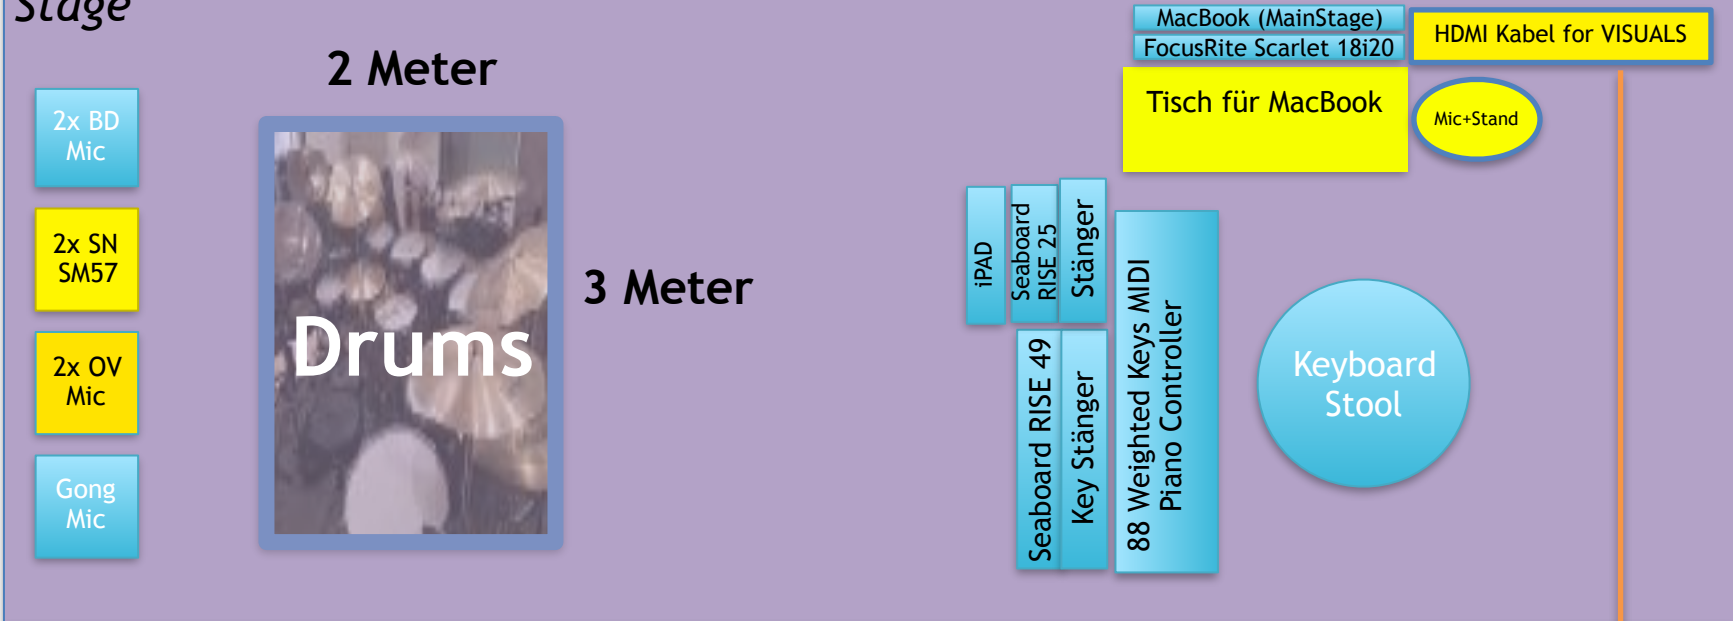 Stage
2 Meter
2x BD
Mic
2x SN
SM57
2x OV
Mic
Gong
Mic
Drums
3 Meter
MacBook (MainStage)
FocusRite Scarlet 18i20
HDMI Kabel for VISUALS
Tisch für MacBook
Mic+Stand
iPAD
Seaboard
RISE 25
Stänger
Seaboard RISE 49
Key Stänger
88 Weighted Keys MIDI
Piano Controller
Keyboard
Stool